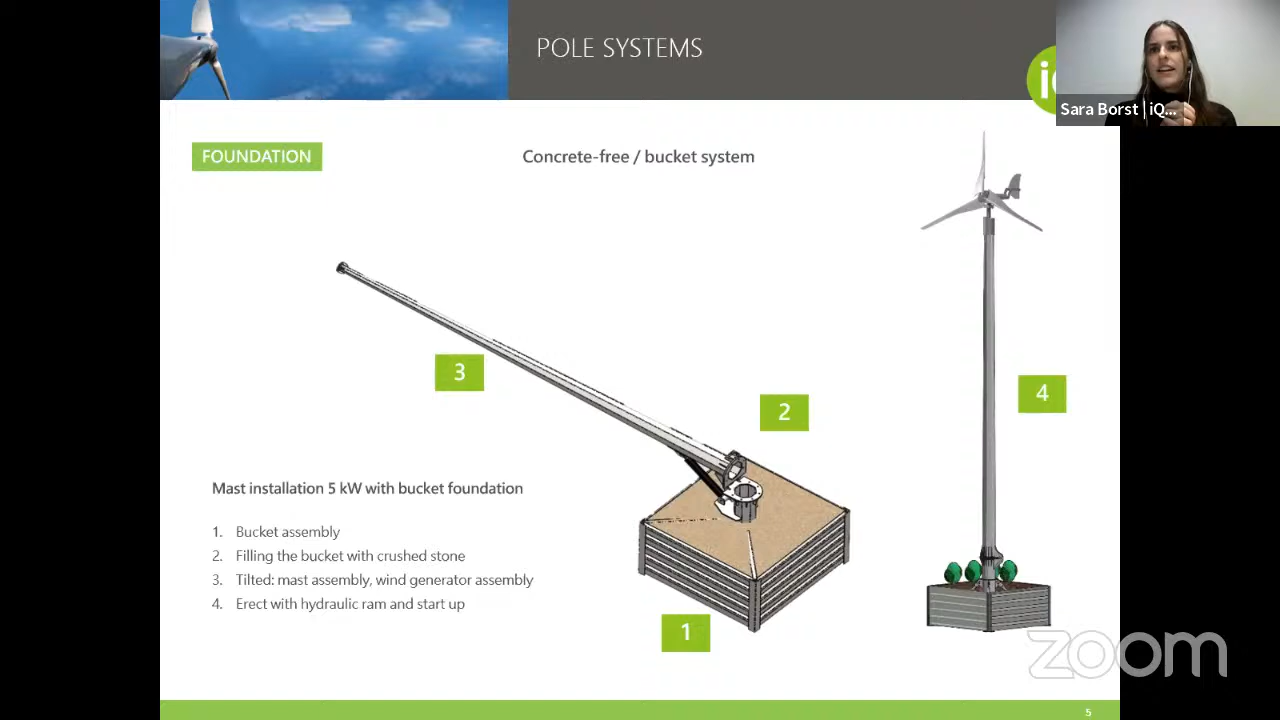 POLE SYSTEMS
i
Sara Borst | iQ...
FOUNDATION
Concrete-free / bucket system
3
2
4
Mast installation 5 kW with bucket foundation
1. Bucket assembly
2. Filling the bucket with crushed stone
3. Tilted: mast assembly, wind generator assembly
4. Erect with hydraulic ram and start up
1
zoom
5